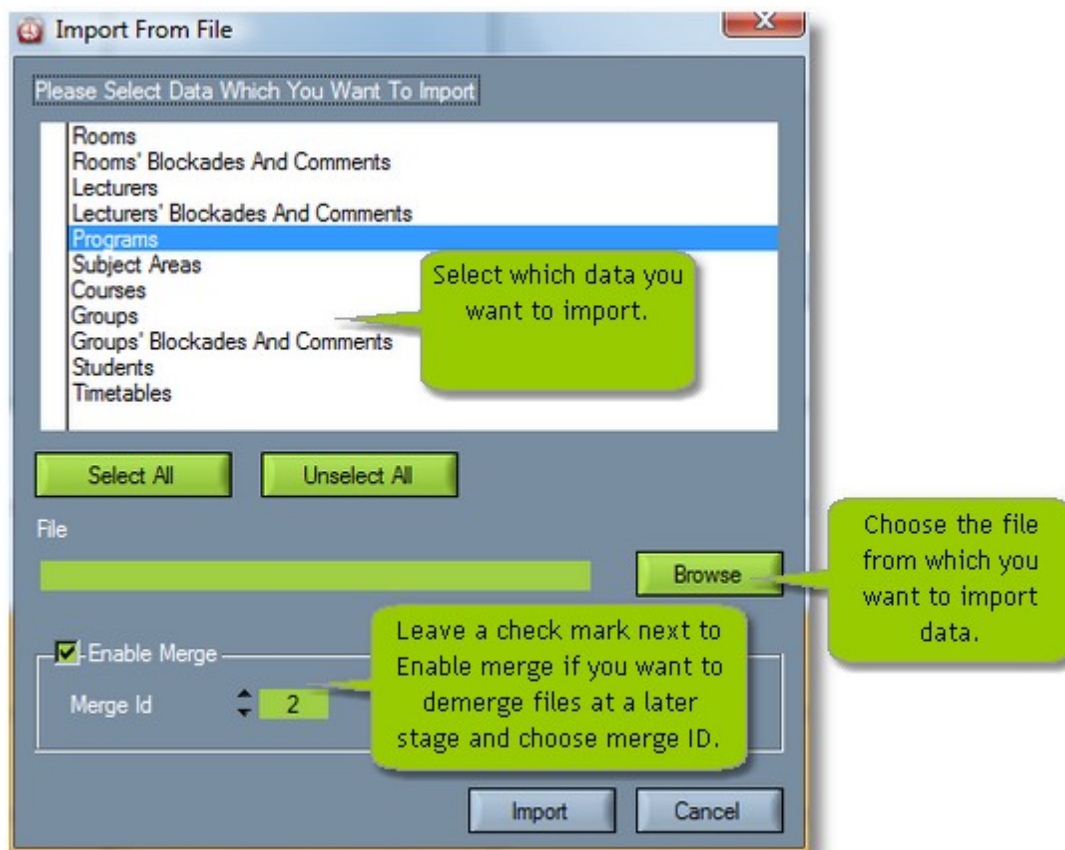 Import From File
Please Select Data Which You Want To Import
Rooms
Rooms' Blockades And Comments
Lecturers
Lecturers' Blockades And Comments
Programs
Subject Areas
Courses
Groups
Groups' Blockades And Comments
Students
Timetables
Select which data you
want to import.
Select All
Unselect All
File
Browse
Choose the file
from which you
want to import
data.
Enable Merge
Merge Id
2
Leave a check mark next to
Enable merge if you want to
demerge files at a later
stage and choose merge ID.
Import
Cancel